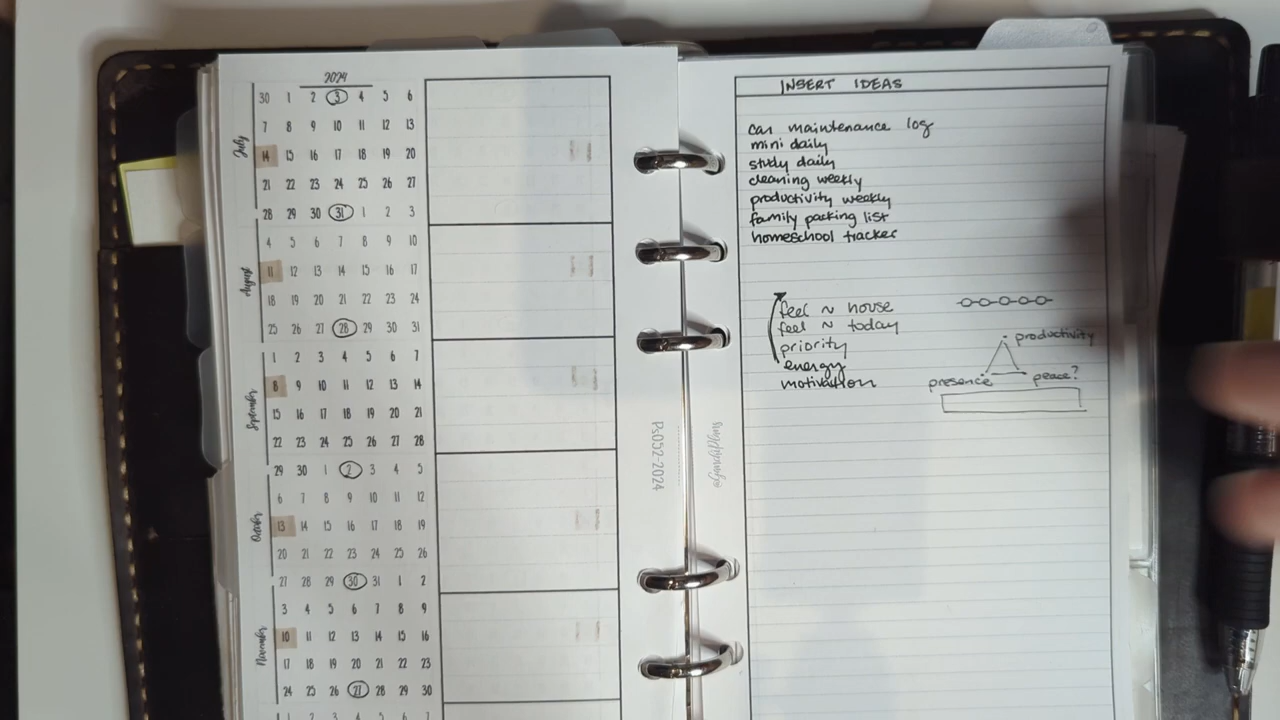 2024
July
30 1 2 3 4 5 6
7 8 9 10 11 12 13
14 15 16 17 18 19 20
21 22 23 24 25 26 27
28 29 30 31 1 2 3
August
4 5 6 7 8 9 10
11 12 13 14 15 16 17
18 19 20 21 22 23 24
25 26 27 28 29 30 31
September
1 2 3 4 5 6 7
8 9 10 11 12 13 14
15 16 17 18 19 20 21
22 23 24 25 26 27 28
October
29 30 1 2 3 4 5
6 7 8 9 10 11 12
13 14 15 16 17 18 19
20 21 22 23 24 25 26
27 28 29 30 31 1 2
November
3 4 5 6 7 8 9
10 11 12 13 14 15 16
17 18 19 20 21 22 23
24 25 26 27 28 29 30
1 2 3 4 5 6 7
PS052-2024
INSERT IDEAS
car maintenance log
mini daily
study daily
cleaning weekly
productivity weekly
family packing list
homeschool tracker
feel ~ house
feel ~ today
priority
energy
motivation
productivity
presence peace?